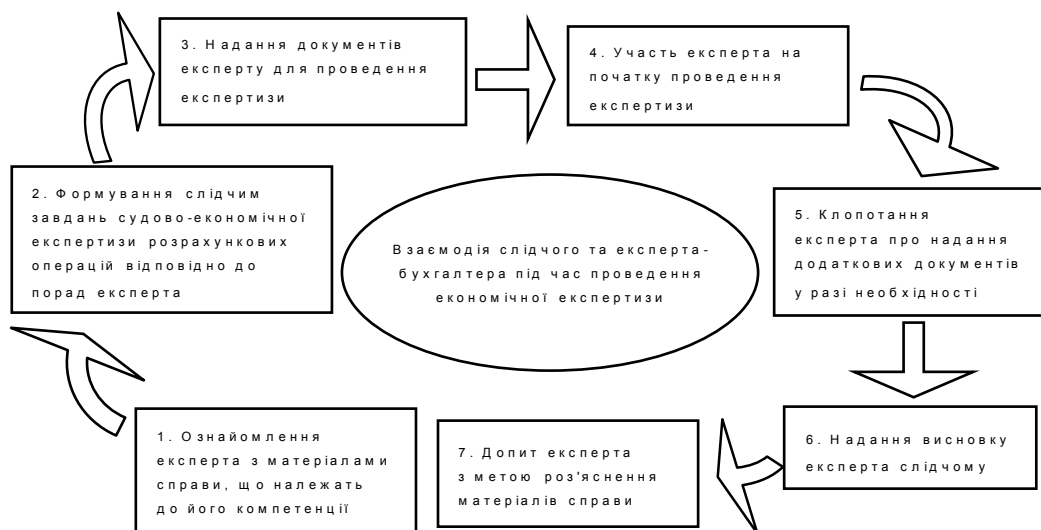 3. Надання документів
експерту для проведення
експертизи
4. Участь експерта на
початку проведення
експертизи
2. Формування слідчим
завдань судово-економічної
експертизи розрахункових
операцій відповідно до
порад експерта
Взаємодія слідчого та експерта-
бухгалтера під час проведення
економічної експертизи
5. Клопотання
експерта про надання
додаткових документів
у разі необхідності
1. Ознайомлення
експерта з матеріалами
справи, що належать
до його компетенції
7. Допит експерта
з метою роз'яснення
матеріалів справи
6. Надання висновку
експерта слідчому